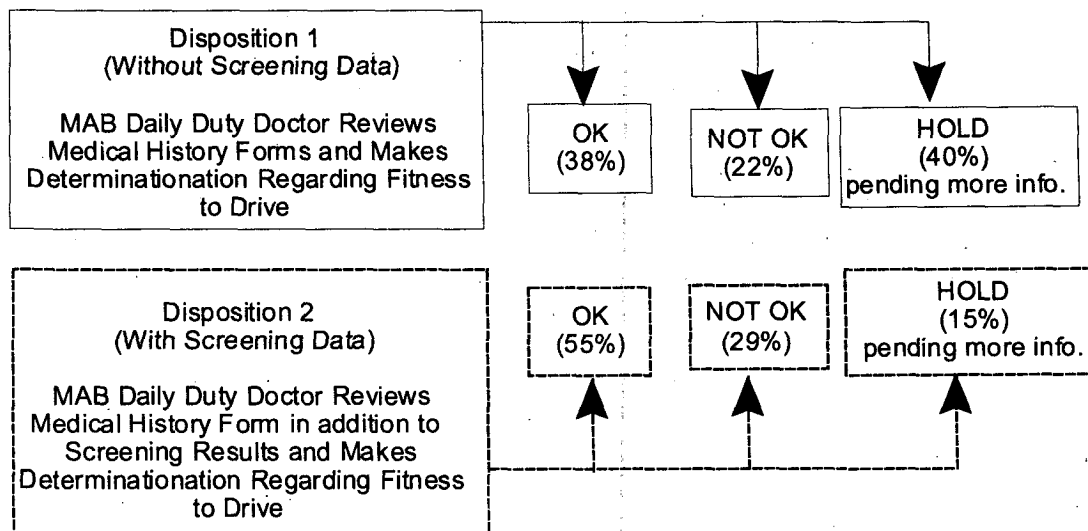 Disposition 1
(Without Screening Data)
MAB Daily Duty Doctor Reviews
Medical History Forms and Makes
Determinationation Regarding Fitness
to Drive
OK
(38%)
NOT OK
(22%)
HOLD
(40%)
pending more info.
Disposition 2
(With Screening Data)
MAB Daily Duty Doctor Reviews
Medical History Form in addition to
Screening Results and Makes
Determinationation Regarding Fitness
to Drive
OK
(55%)
NOT OK
(29%)
HOLD
(15%)
pending more info.